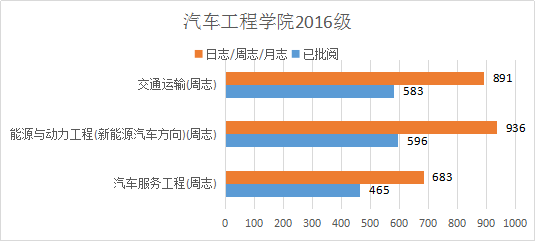 汽车工程学院2016级
日志/周志/月志 已批阅
交通运输(周志) 891
583
能源与动力工程(新能源汽车方向)(周志) 936
596
汽车服务工程(周志) 683
465
0 100 200 300 400 500 600 700 800 900 1000